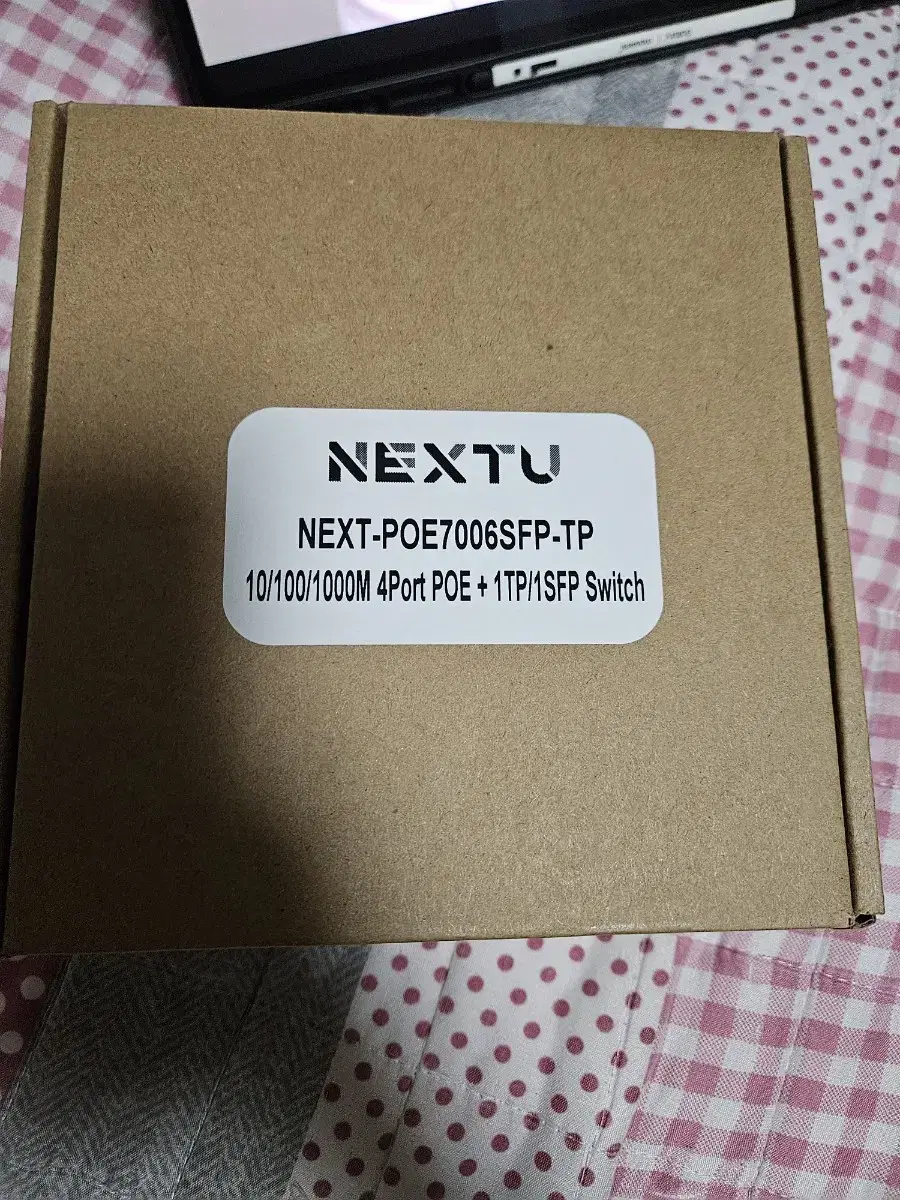 NEXTU
NEXT-POE7006SFP-TP
10/100/1000M 4Port POE + 1TP/1SFP Switch